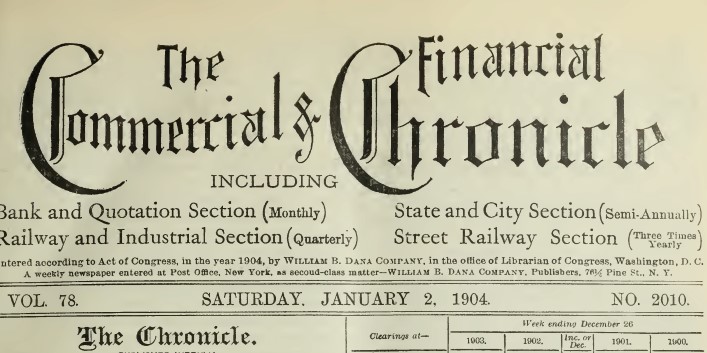 The Commercial & Financial Chronicle
INCLUDING
Bank and Quotation Section (Monthly) State and City Section (Semi-Annually)
Railway and Industrial Section (Quarterly) Street Railway Section (Three Times Yearly)
ntered according to Act of Congress, in the year 1904, by WILLIAM B. DANA COMPANY, in the office of Librarian of Congress, Washington, D. C.
A weekly newspaper entered at Post Office, New York, as second-class matter—WILLIAM B. DANA COMPANY, Publishers, 76½ Pine St., N. Y.
VOL. 78. SATURDAY, JANUARY 2, 1904. NO. 2010.
The Chronicle.
Clearings at—
Week ending December 26
1903. 1902. Inc. or Dec. 1901. 1900.